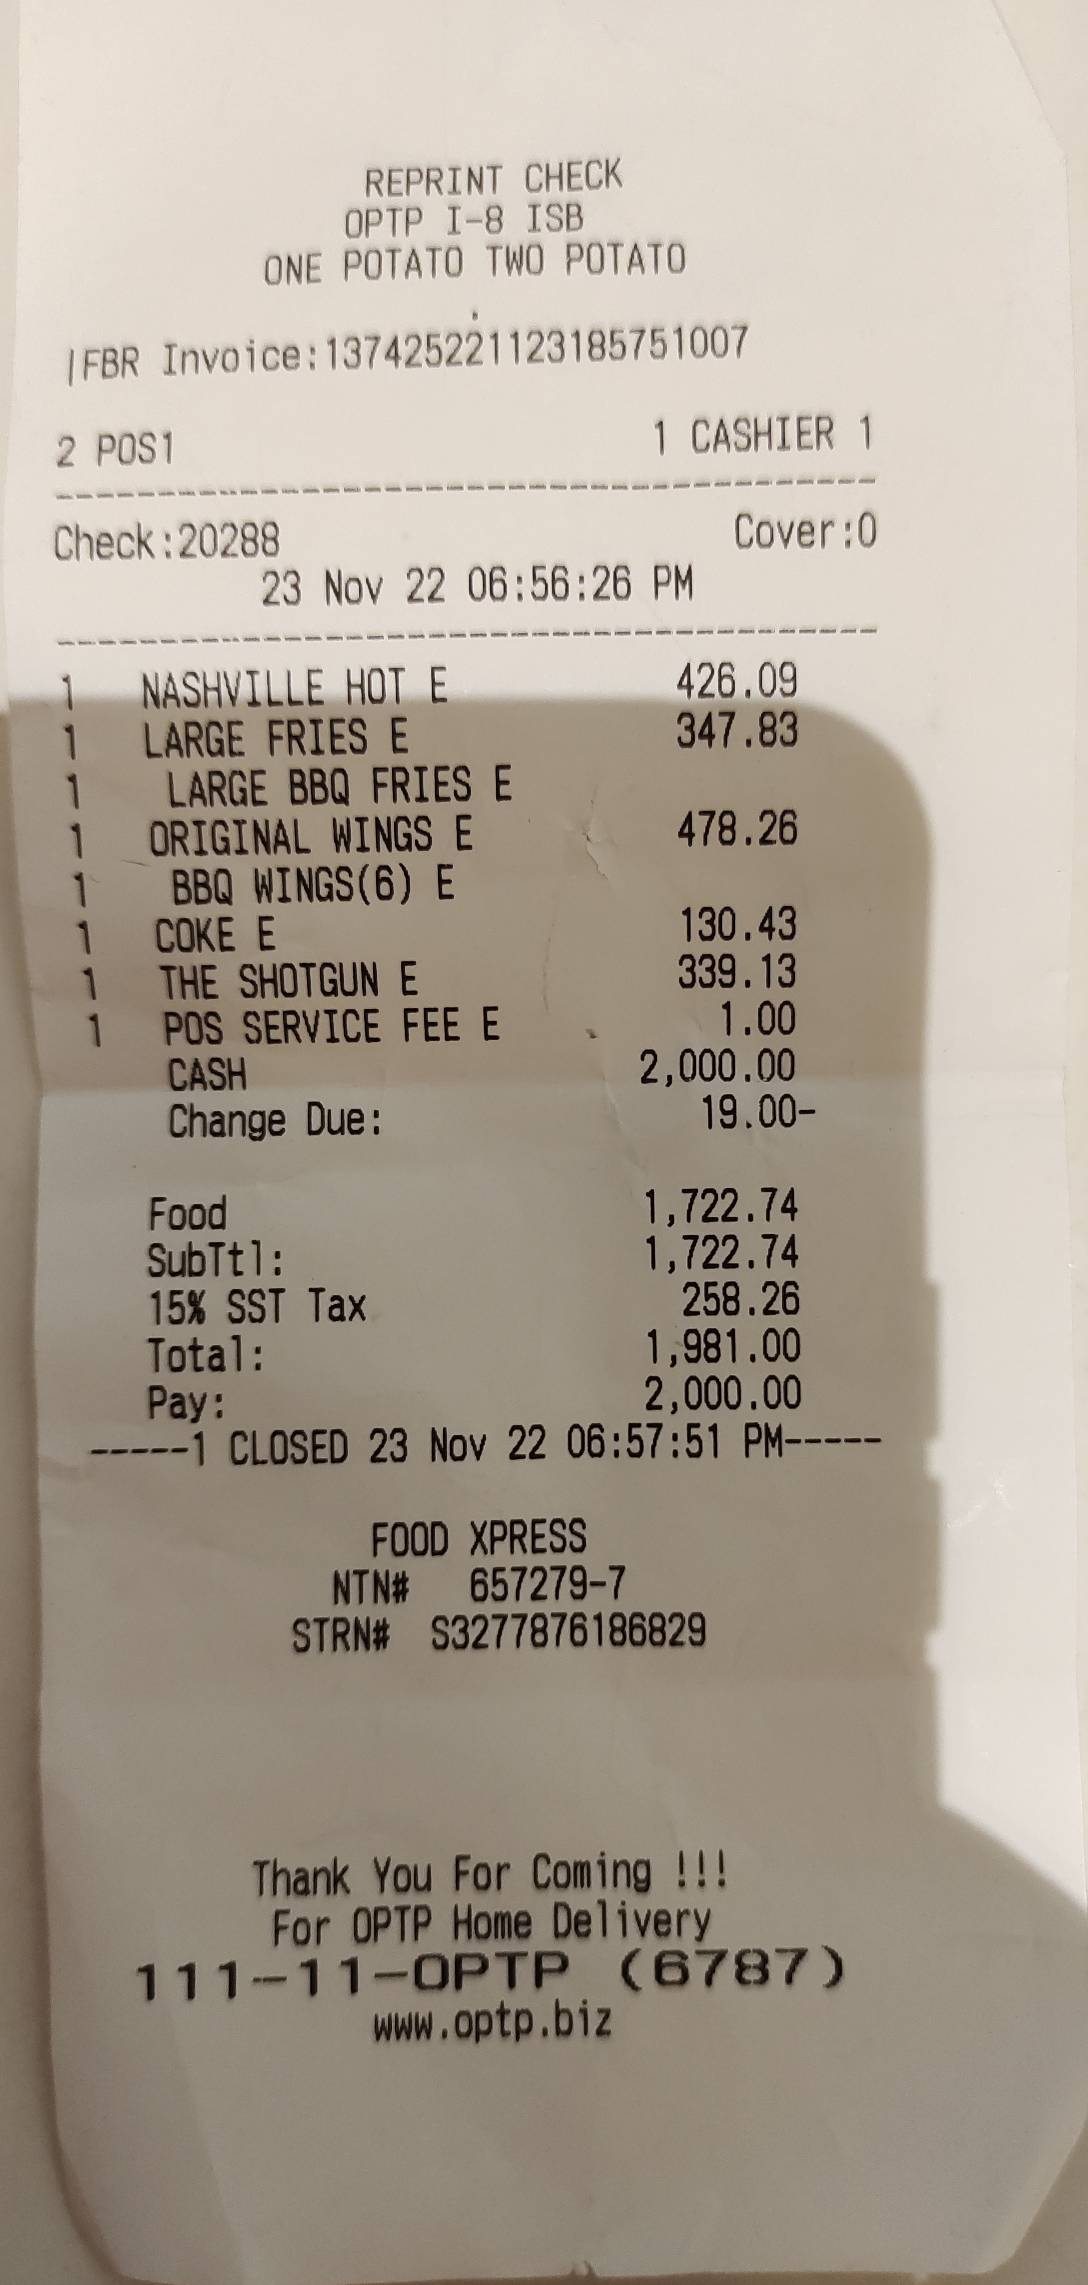 REPRINT CHECK
OPTP I-8 ISB
ONE POTATO TWO POTATO
|FBR Invoice:137425221123185751007
2 POS1 1 CASHIER 1
----------------------------------------
Check:20288 Cover:0
23 Nov 22 06:56:26 PM
----------------------------------------
1 NASHVILLE HOT E 426.09
1 LARGE FRIES E 347.83
1 LARGE BBQ FRIES E
1 ORIGINAL WINGS E 478.26
1 BBQ WINGS(6) E
1 COKE E 130.43
1 THE SHOTGUN E 339.13
1 POS SERVICE FEE E 1.00
CASH 2,000.00
Change Due: 19.00-
Food 1,722.74
SubTtl: 1,722.74
15% SST Tax 258.26
Total: 1,981.00
Pay: 2,000.00
-----1 CLOSED 23 Nov 22 06:57:51 PM-----
FOOD XPRESS
NTN# 657279-7
STRN# S3277876186829
Thank You For Coming !!!
For OPTP Home Delivery
111-11-OPTP (6787)
www.optp.biz